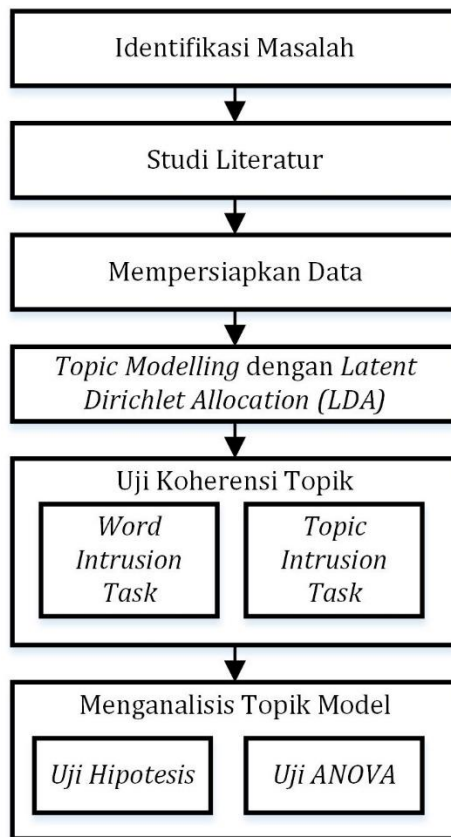 Identifikasi Masalah
Studi Literatur
Mempersiapkan Data
Topic Modelling dengan Latent
Dirichlet Allocation (LDA)
Uji Koherensi Topik
Word
Intrusion
Task
Topic
Intrusion
Task
Menganalisis Topik Model
Uji Hipotesis
Uji ANOVA